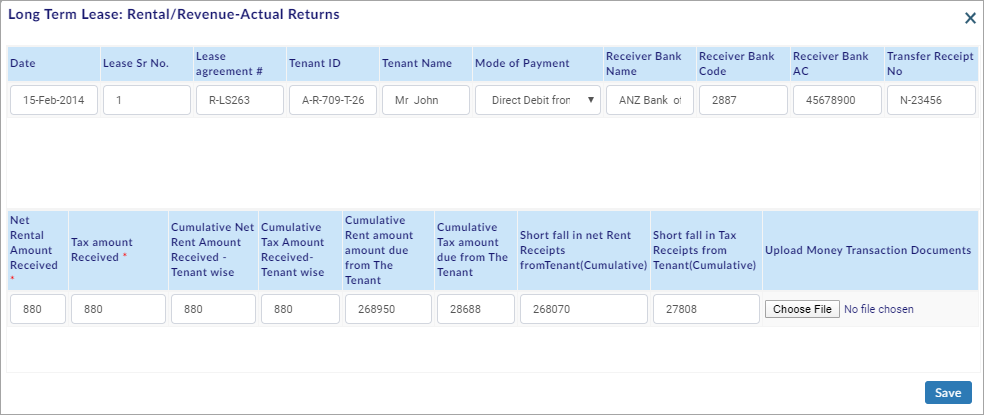 Long Term Lease: Rental/Revenue-Actual Returns
Date
Lease Sr No.
Lease
agreement #
Tenant ID
Tenant Name
Mode of Payment
Receiver Bank
Name
Receiver Bank
Code
Receiver Bank
AC
Transfer Receipt
No
15-Feb-2014
1
R-LS263
A-R-709-T-26
Mr John
Direct Debit from
ANZ Bank of
2887
45678900
N-23456
Net
Rental
Amount
Received
*
Tax amount
Received *
Cumulative Net
Rent Amount
Received -
Tenant wise
Cumulative
Tax Amount
Received-
Tenant wise
Cumulative
Rent amount
amount due
from The
Tenant
Cumulative
Tax amount
due from The
Tenant
Short fall in net Rent
Receipts
fromTenant(Cumulative)
Short fall in Tax
Receipts from
Tenant(Cumulative)
Upload Money Transaction Documents
880
880
880
880
268950
28688
268070
27808
Choose File No file chosen
Save